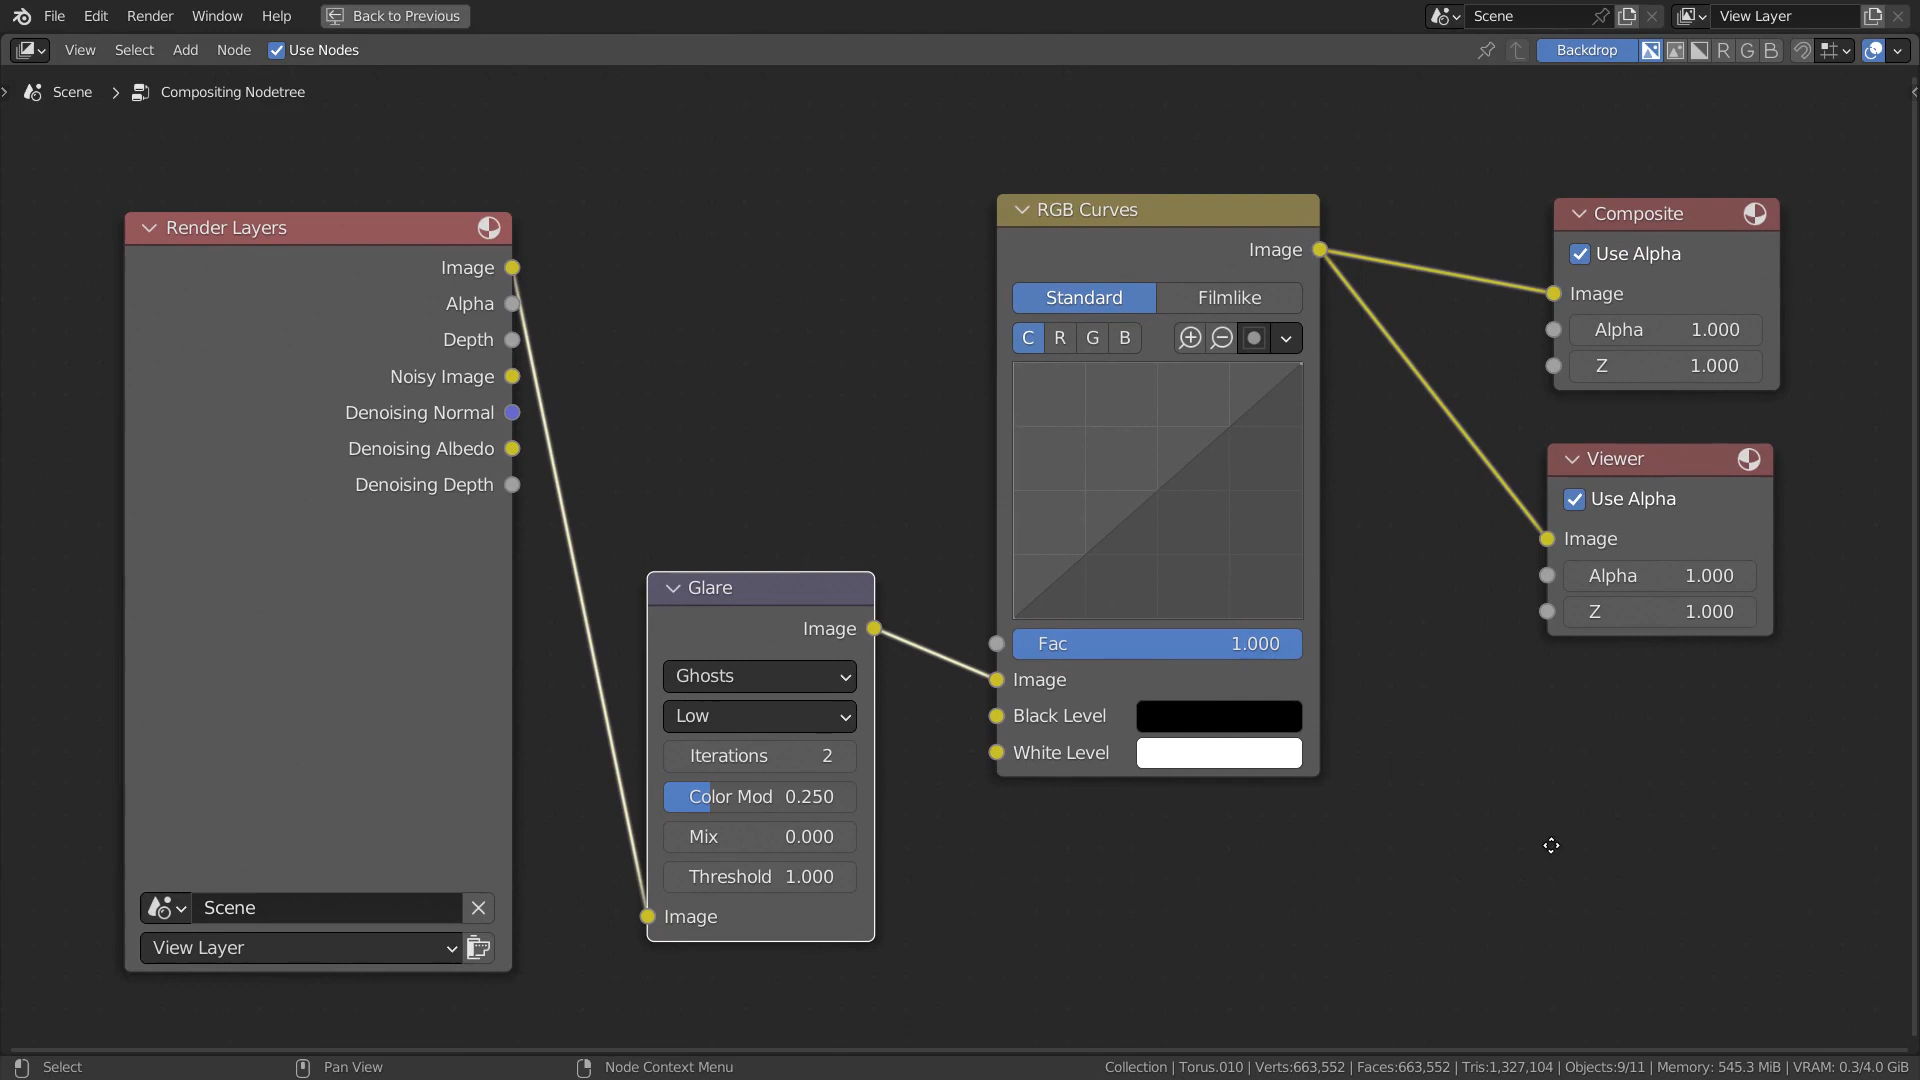 File Edit Render Window Help Back to Previous Scene View Layer
View Select Add Node Use Nodes Backdrop R G B
Scene > Compositing Nodetree
Render Layers
Image
Alpha
Depth
Noisy Image
Denoising Normal
Denoising Albedo
Denoising Depth
Scene
View Layer
Glare
Image
Ghosts
Low
Iterations 2
Color Mod 0.250
Mix 0.000
Threshold 1.000
Image
RGB Curves
Image
Standard Filmlike
C R G B
Fac 1.000
Image
Black Level
White Level
Composite
Use Alpha
Image
Alpha 1.000
Z 1.000
Viewer
Use Alpha
Image
Alpha 1.000
Z 1.000
Select Pan View Node Context Menu Collection | Torus.010 | Verts:663,552 | Faces:663,552 | Tris:1,327,104 | Objects:9/11 | Memory: 545.3 MiB | VRAM: 0.3/4.0 GiB